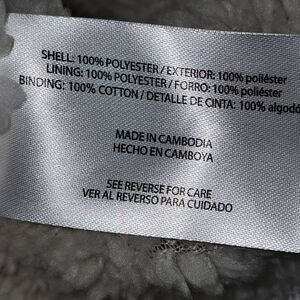 SHELL: 100% POLYESTER / EXTERIOR: 100% poliéster
LINING: 100% POLYESTER / FORRO: 100% poliéster
BINDING: 100% COTTON / DETALLE DE CINTA: 100% algodó
MADE IN CAMBODIA
HECHO EN CAMBOYA
SEE REVERSE FOR CARE
VER AL REVERSO PARA CUIDADO